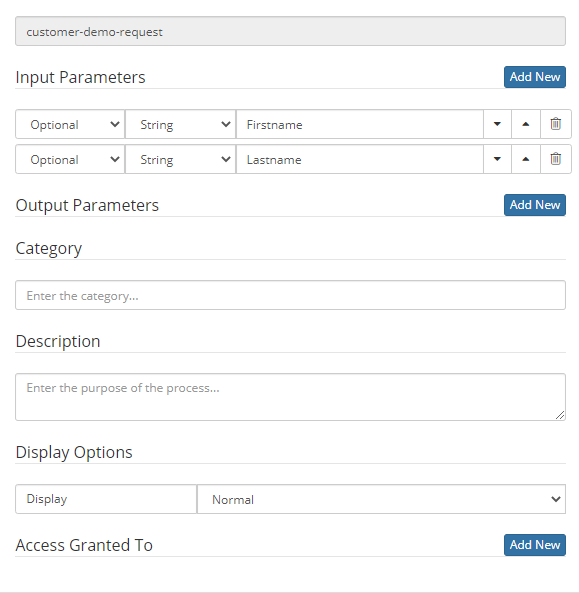 customer-demo-request
Input Parameters Add New
Optional String Firstname
Optional String Lastname
Output Parameters Add New
Category
Enter the category...
Description
Enter the purpose of the process...
Display Options
Display Normal
Access Granted To Add New